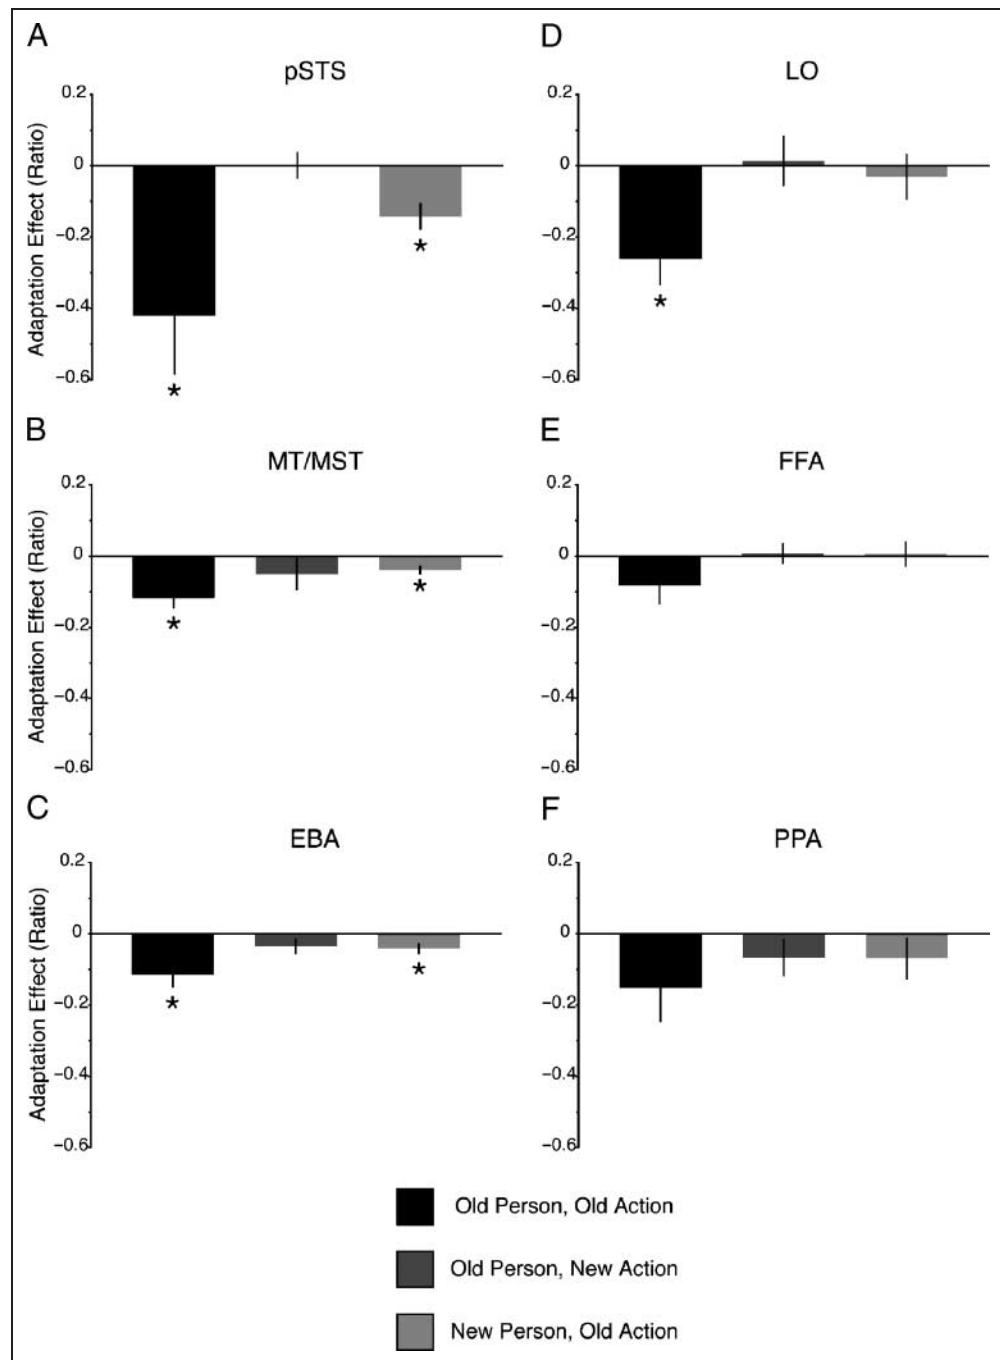 A
pSTS
0.2
0
−0.2
−0.4
−0.6
Adaptation Effect (Ratio)
*
*
D
LO
0.2
0
−0.2
−0.4
−0.6
*
B
MT/MST
0.2
0
−0.2
−0.4
−0.6
Adaptation Effect (Ratio)
*
*
E
FFA
0.2
0
−0.2
−0.4
−0.6
C
EBA
0.2
0
−0.2
−0.4
−0.6
Adaptation Effect (Ratio)
*
*
F
PPA
0.2
0
−0.2
−0.4
−0.6
Old Person, Old Action
Old Person, New Action
New Person, Old Action